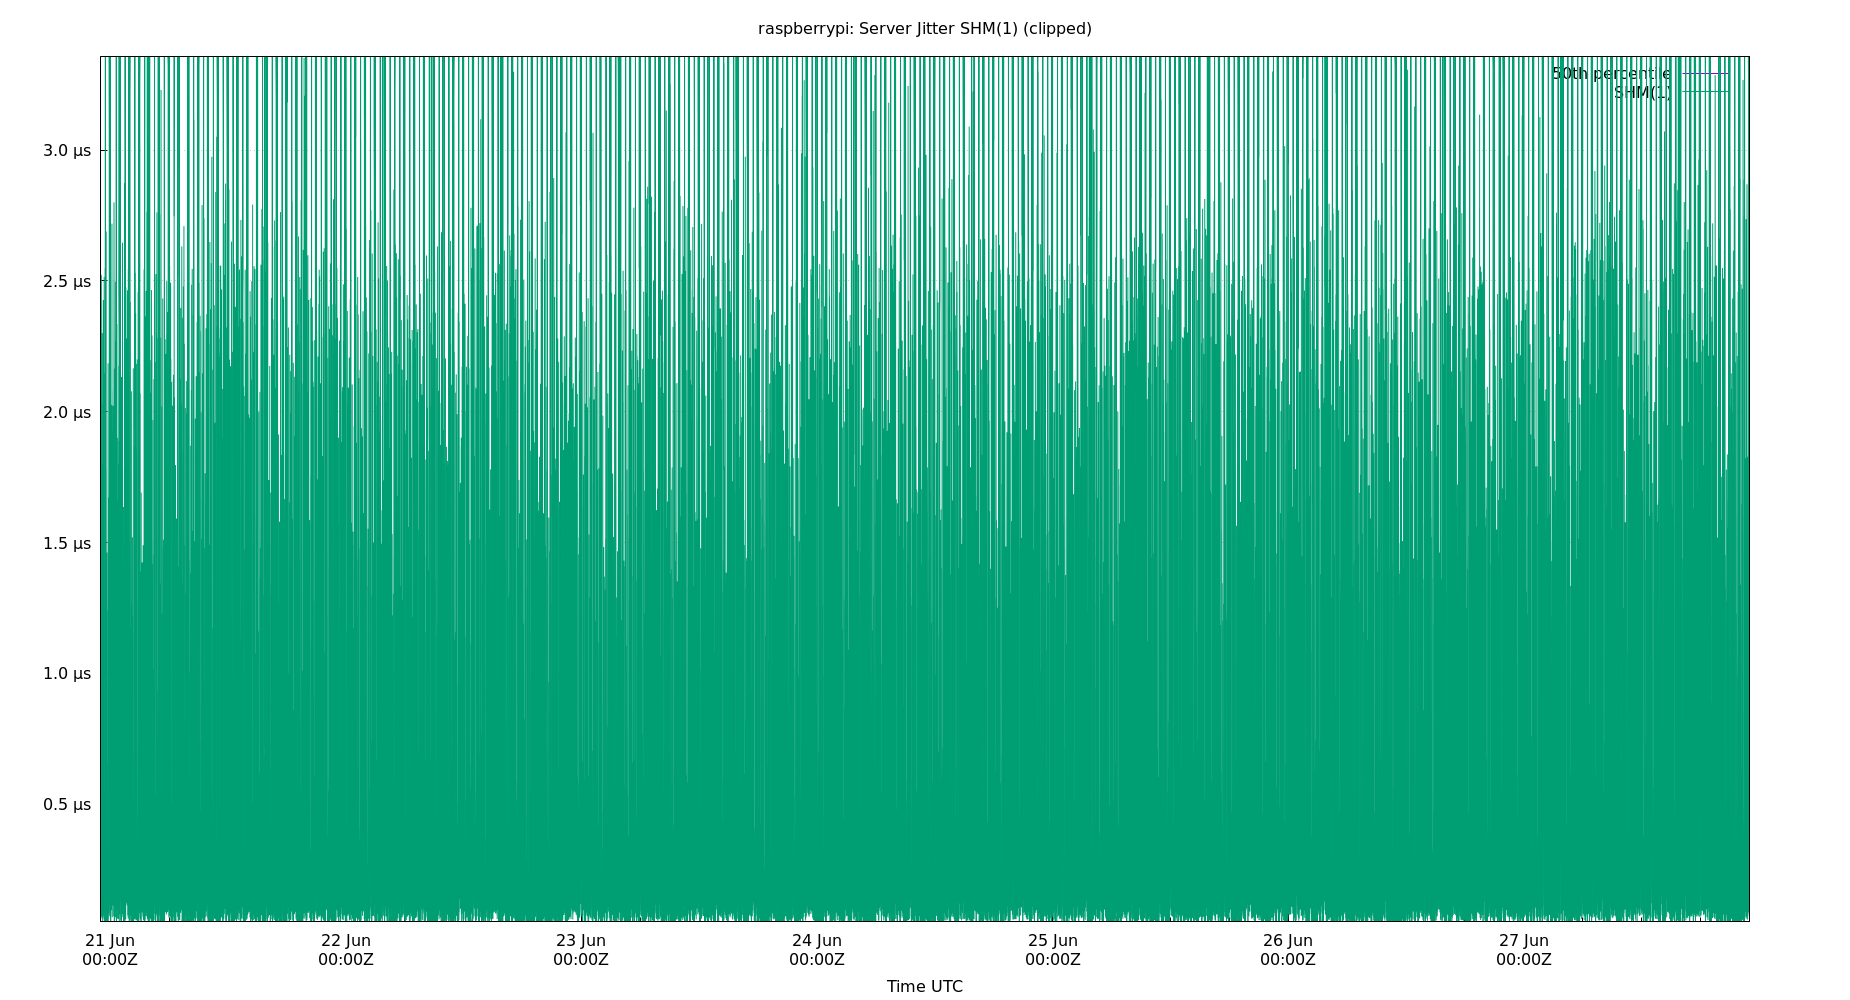 raspberrypi: Server Jitter SHM(1) (clipped)
50th percentile
SHM(1)
3.0 µs
2.5 µs
2.0 µs
1.5 µs
1.0 µs
0.5 µs
21 Jun 22 Jun 23 Jun 24 Jun 25 Jun 26 Jun 27 Jun
00:00Z 00:00Z 00:00Z 00:00Z 00:00Z 00:00Z 00:00Z
Time UTC